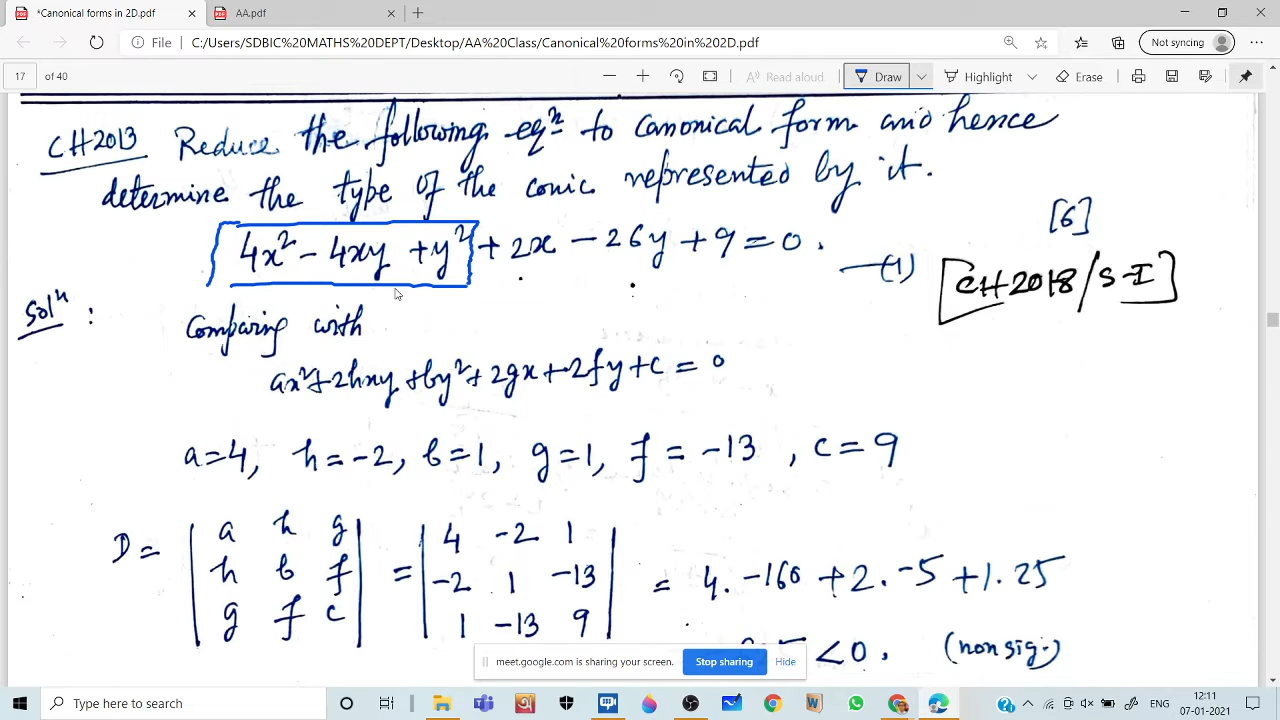 *Canonical forms in 2D.pdf
AA.pdf
File C:/Users/SDBIC%20MATHS%20DEPT/Desktop/AA%20Class/Canonical%20forms%20in%202D.pdf
Not syncing
17 of 40
Read aloud
Draw
Highlight
Erase
CH2013 Reduce the following eqⁿ to canonical form and hence
determine the type of the conic represented by it.
[6]
4x² - 4xy + y² + 2x - 26y + 9 = 0. —(1)
[CH2018/S-I]
Solⁿ :
Comparing with
ax²+2hxy+by²+2gx+2fy+c = 0
a=4, h=-2, b=1, g=1, f = -13, c=9
D = | a h g | = | 4 -2 1 | = 4.-160 + 2.-5 + 1.25
| h b f | | -2 1 -13 |
| g f c | | 1 -13 9 |
<0. (nonsig.)
meet.google.com is sharing your screen.
Stop sharing
Hide
Type here to search
ENG
12:11
07-01-2021